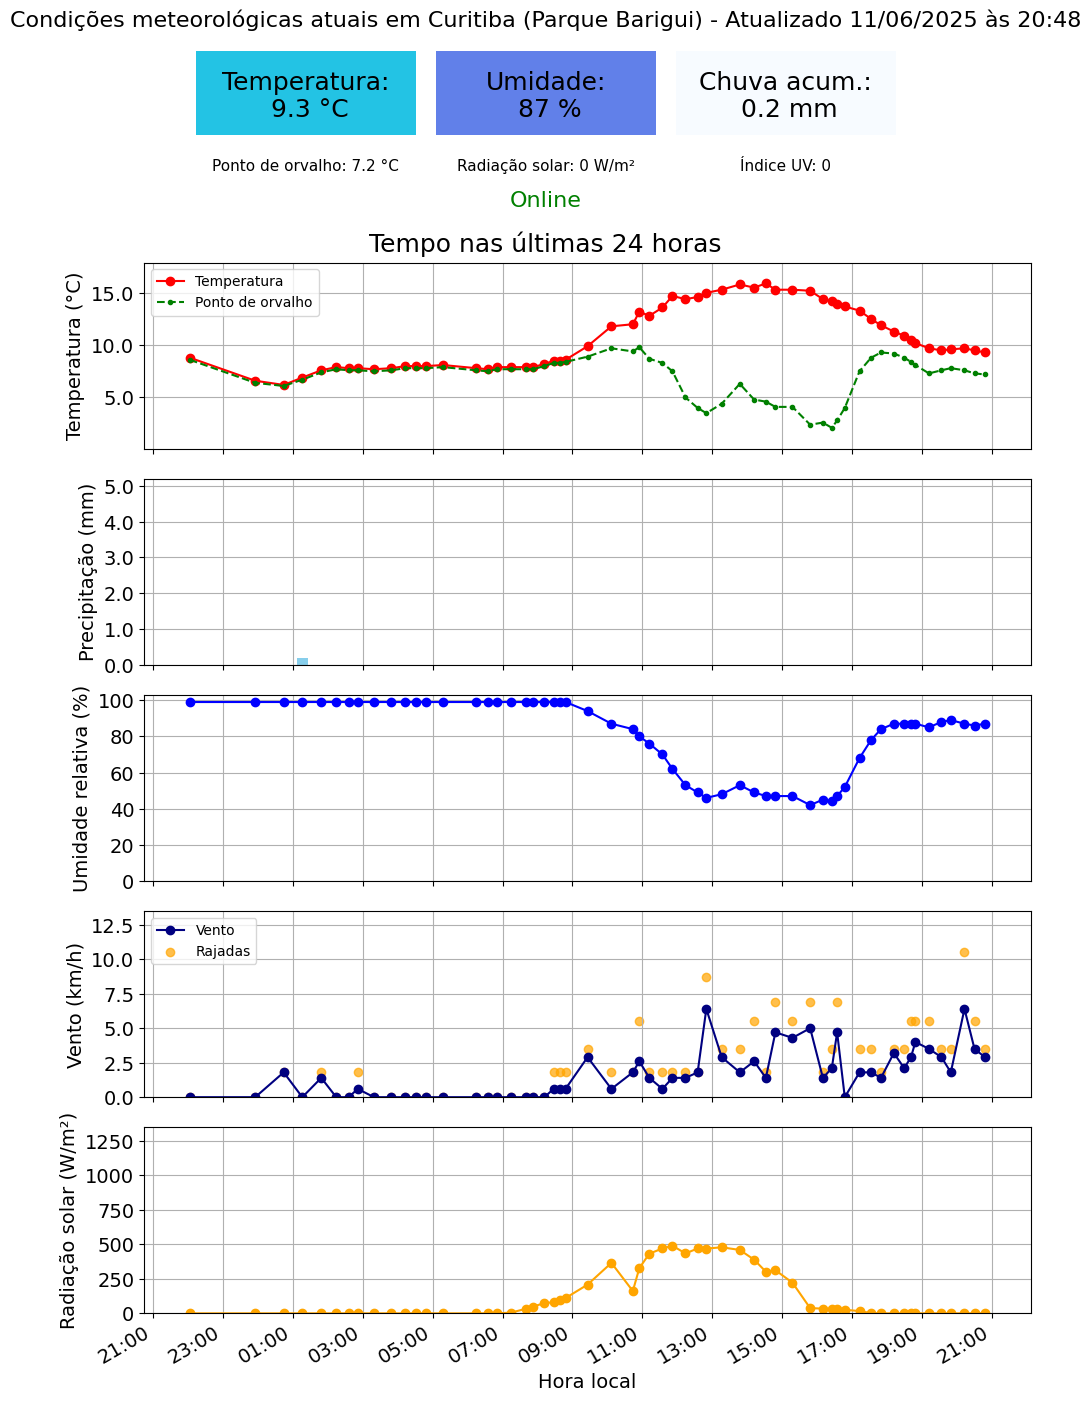 Condições meteorológicas atuais em Curitiba (Parque Barigui) - Atualizado 11/06/2025 às 20:48
Temperatura:
9.3 °C
Umidade:
87 %
Chuva acum.:
0.2 mm
Ponto de orvalho: 7.2 °C
Radiação solar: 0 W/m²
Índice UV: 0
Online
Tempo nas últimas 24 horas
Temperatura (°C)
15.0
10.0
5.0
Temperatura
Ponto de orvalho
Precipitação (mm)
5.0
4.0
3.0
2.0
1.0
0.0
Umidade relativa (%)
100
80
60
40
20
0
Vento (km/h)
12.5
10.0
7.5
5.0
2.5
0.0
Vento
Rajadas
Radiação solar (W/m²)
1250
1000
750
500
250
0
21:00
23:00
01:00
03:00
05:00
07:00
09:00
11:00
13:00
15:00
17:00
19:00
21:00
Hora local